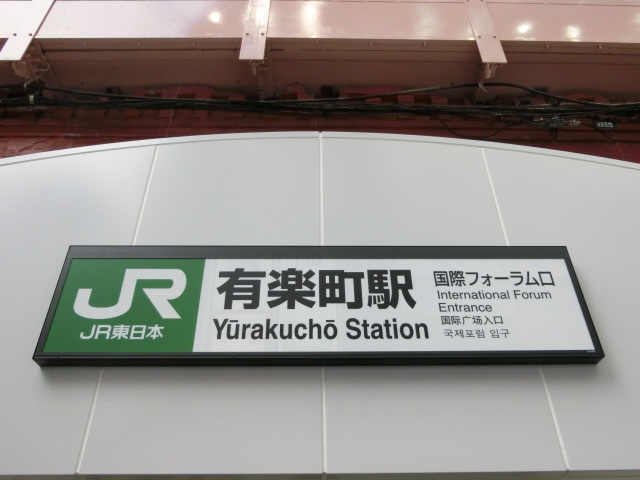 JR
JR東日本
有楽町駅
Yūrakuchō Station
国際フォーラム口
International Forum
Entrance
国际广场入口
국제포럼 입구